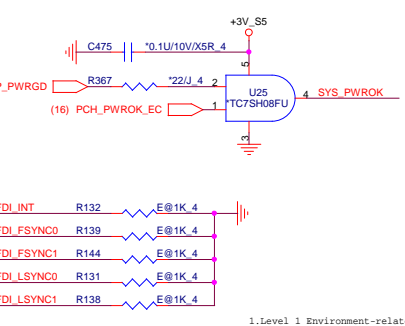 +3V_S5
C475 *0.1U/10V/X5R_4
5
P_PWRGD R367 *22/J_4 2 U25 4 SYS_PWROK
*TC7SH08FU
(16) PCH_PWROK_EC 1
3
FDI_INT R132 E@1K_4
FDI_FSYNC0 R139 E@1K_4
FDI_FSYNC1 R144 E@1K_4
FDI_LSYNC0 R131 E@1K_4
FDI_LSYNC1 R138 E@1K_4
1.Level 1 Environment-relat